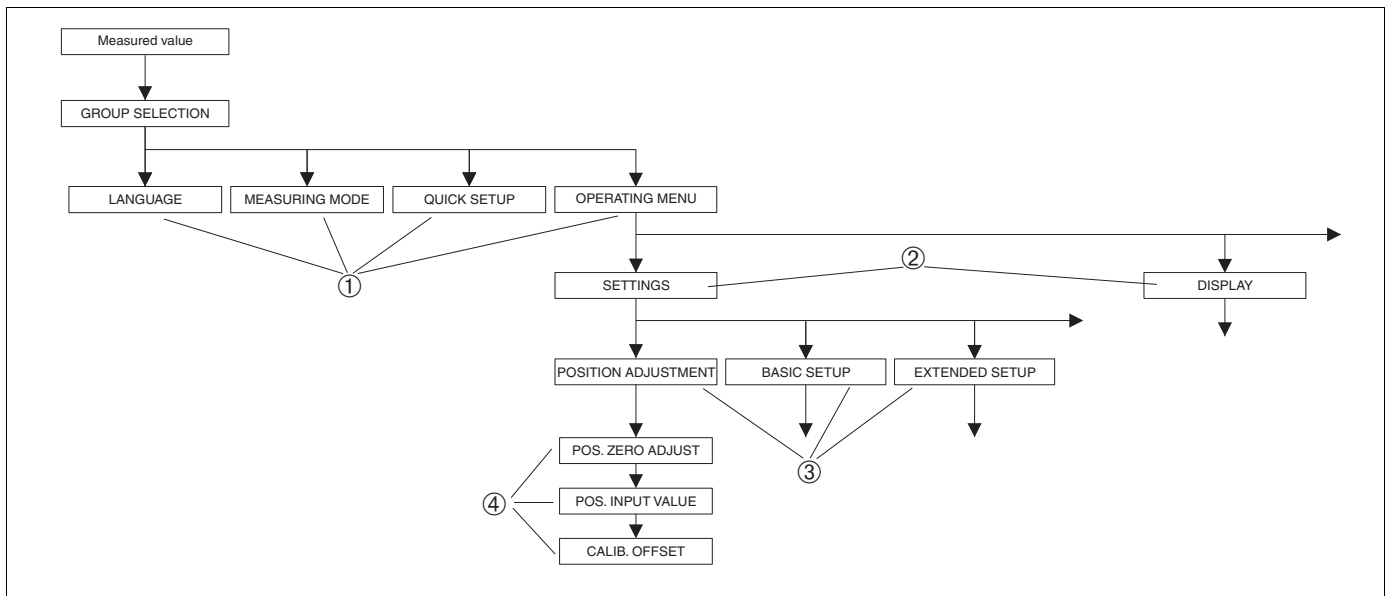 Measured value
GROUP SELECTION
LANGUAGE
MEASURING MODE
QUICK SETUP
OPERATING MENU
①
②
SETTINGS
DISPLAY
POSITION ADJUSTMENT
BASIC SETUP
EXTENDED SETUP
③
POS. ZERO ADJUST
④
POS. INPUT VALUE
CALIB. OFFSET